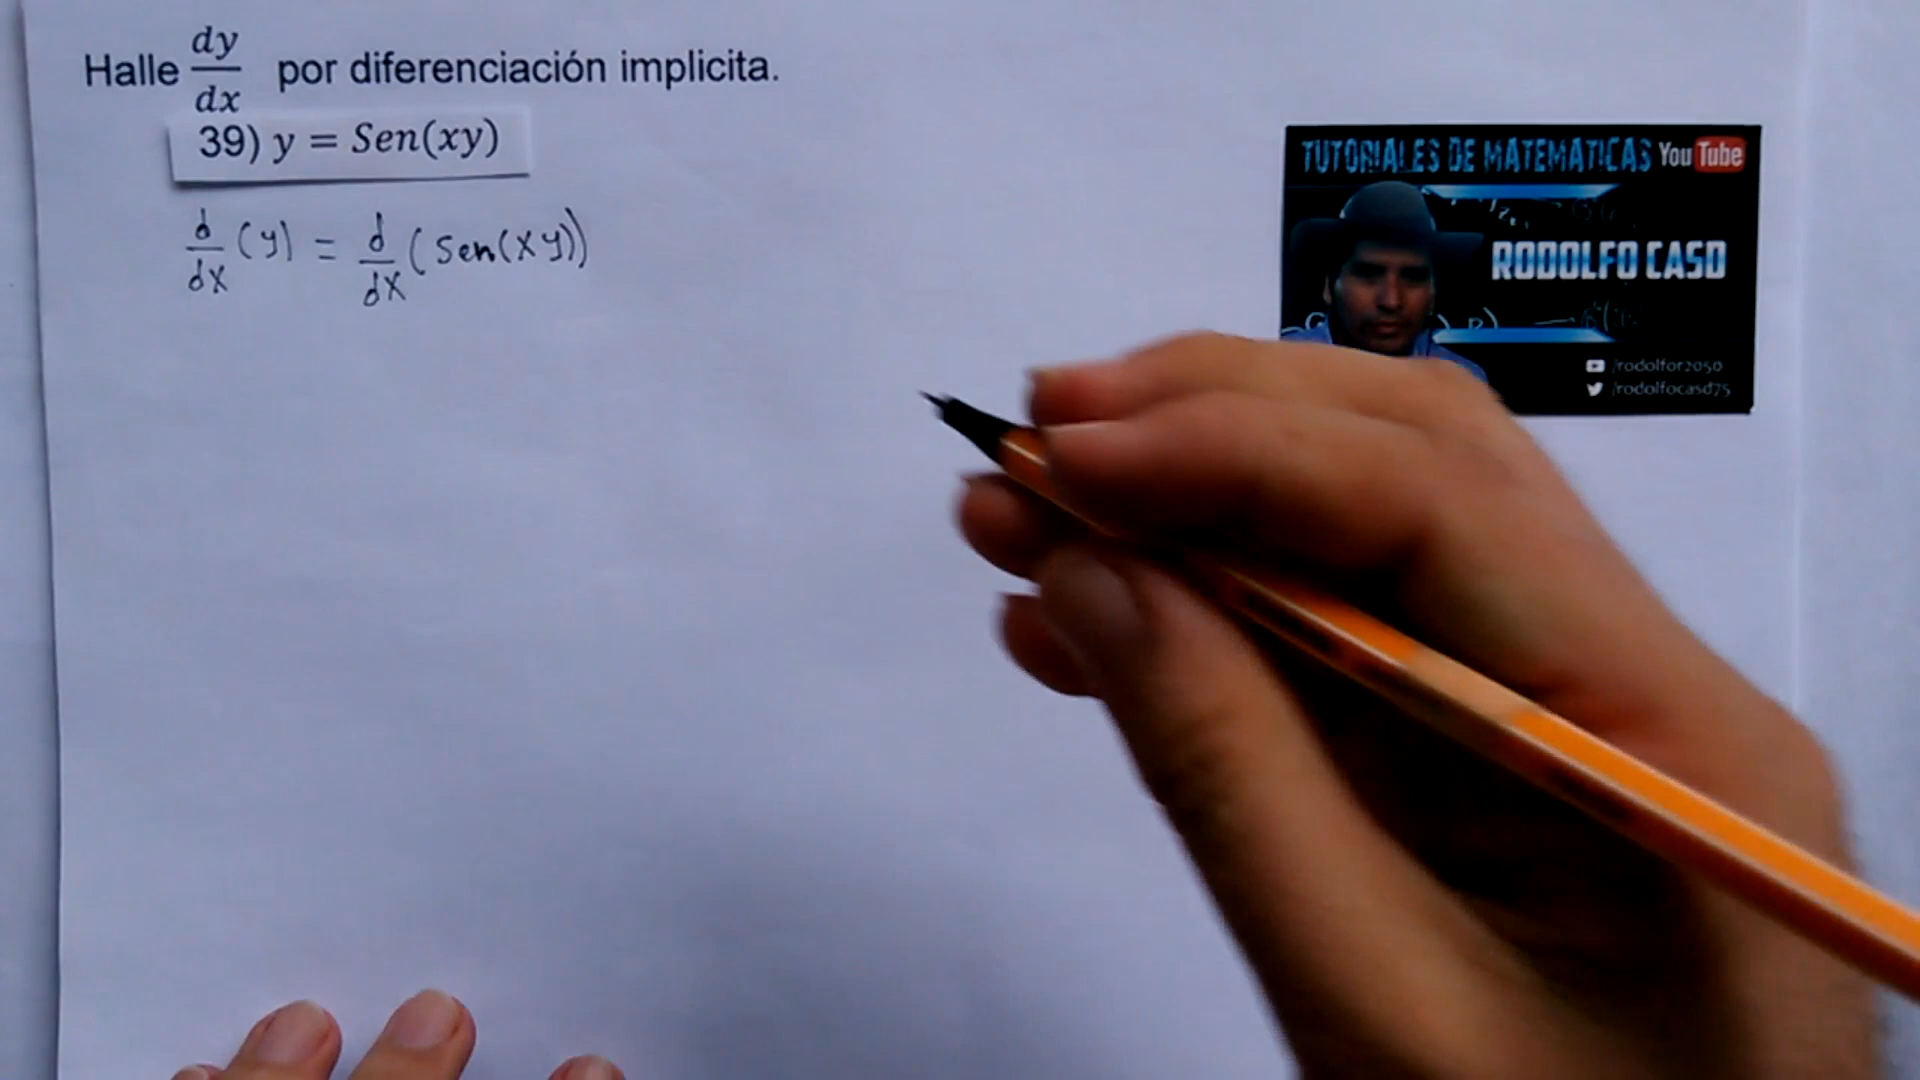 Halle dy/dx por diferenciación implicita.
39) y = Sen(xy)
d/dx (y) = d/dx (Sen(xy))
TUTORIALES DE MATEMATICAS YouTube
RODOLFO CASO
/rodolfor2050
/rodolfocasd75